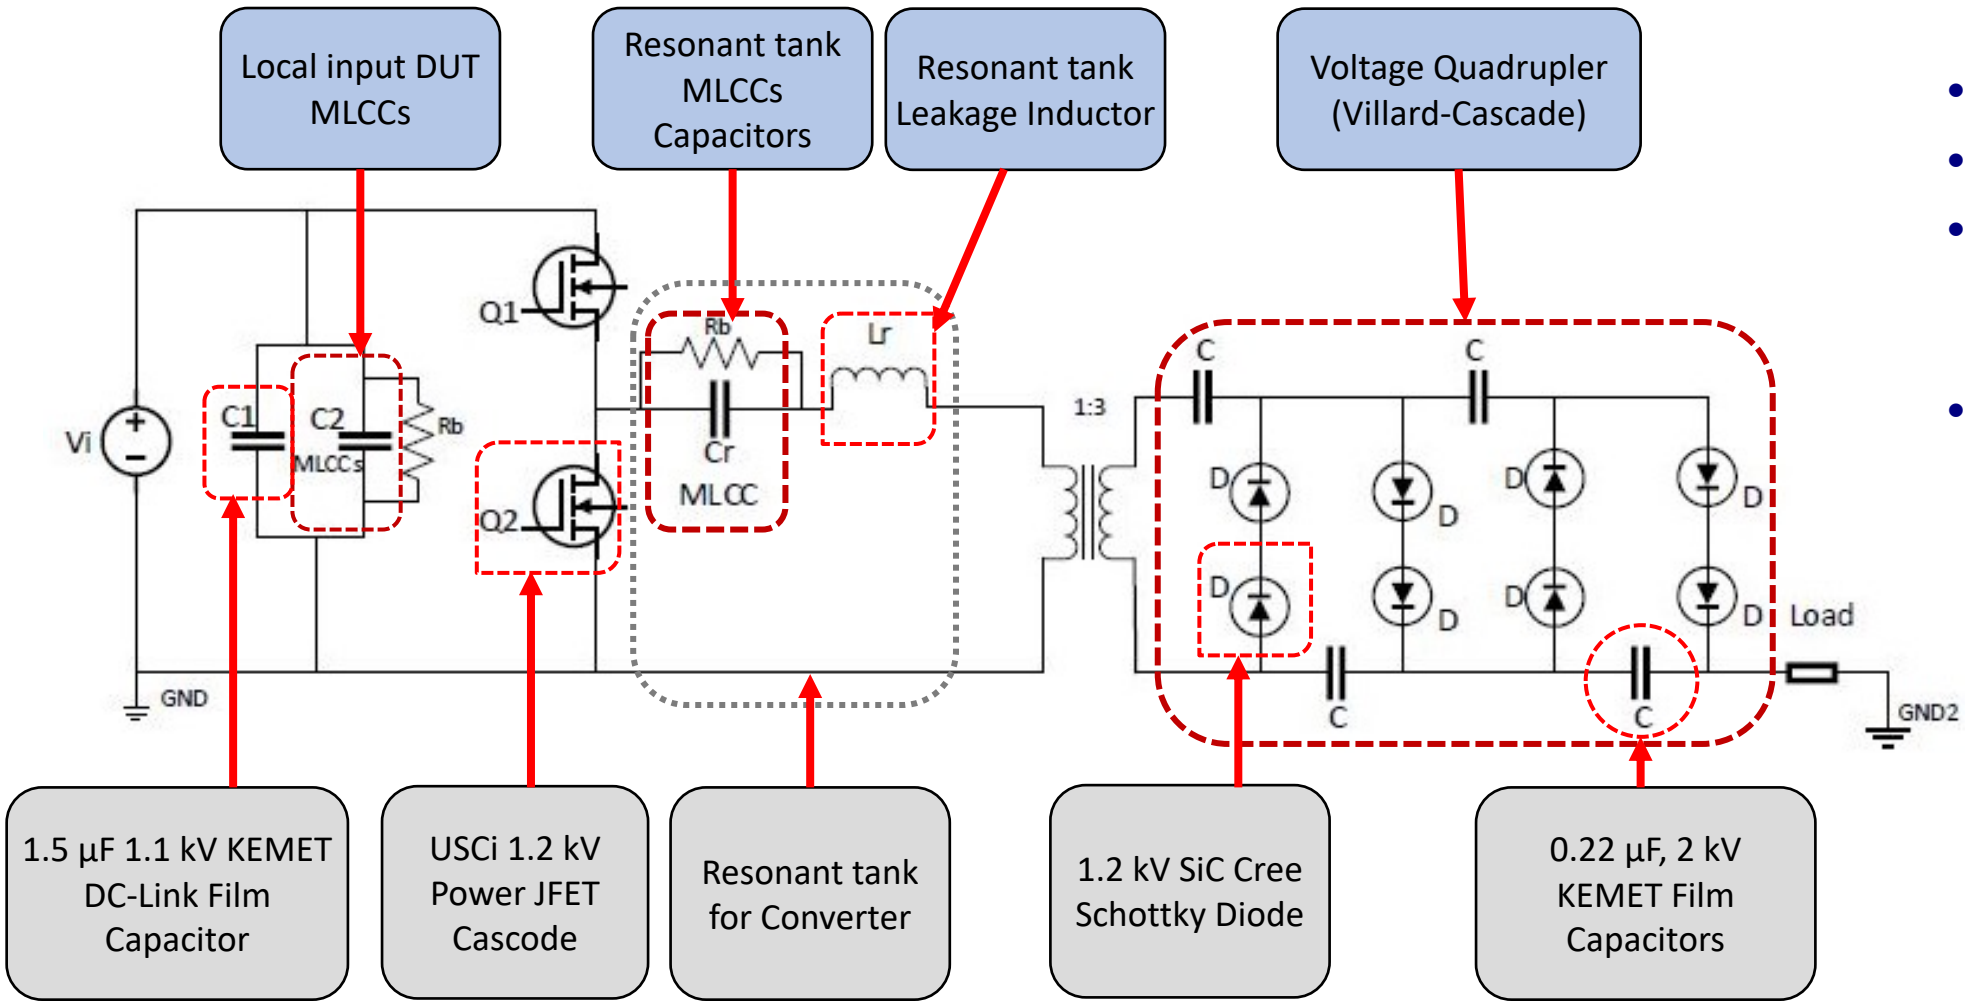 Local input DUT
MLCCs
Resonant tank
MLCCs
Capacitors
Resonant tank
Leakage Inductor
Voltage Quadrupler
(Villard-Cascade)
•
•
•
•
Q1
Rb
Lr
C
C
1:3
Vi
C1
C2
Rb
MLCCs
Cr
MLCC
Q2
D
D
D
D
D
D
D
D
Load
GND
C
C
GND2
1.5 µF 1.1 kV KEMET
DC-Link Film
Capacitor
USCi 1.2 kV
Power JFET
Cascode
Resonant tank
for Converter
1.2 kV SiC Cree
Schottky Diode
0.22 µF, 2 kV
KEMET Film
Capacitors